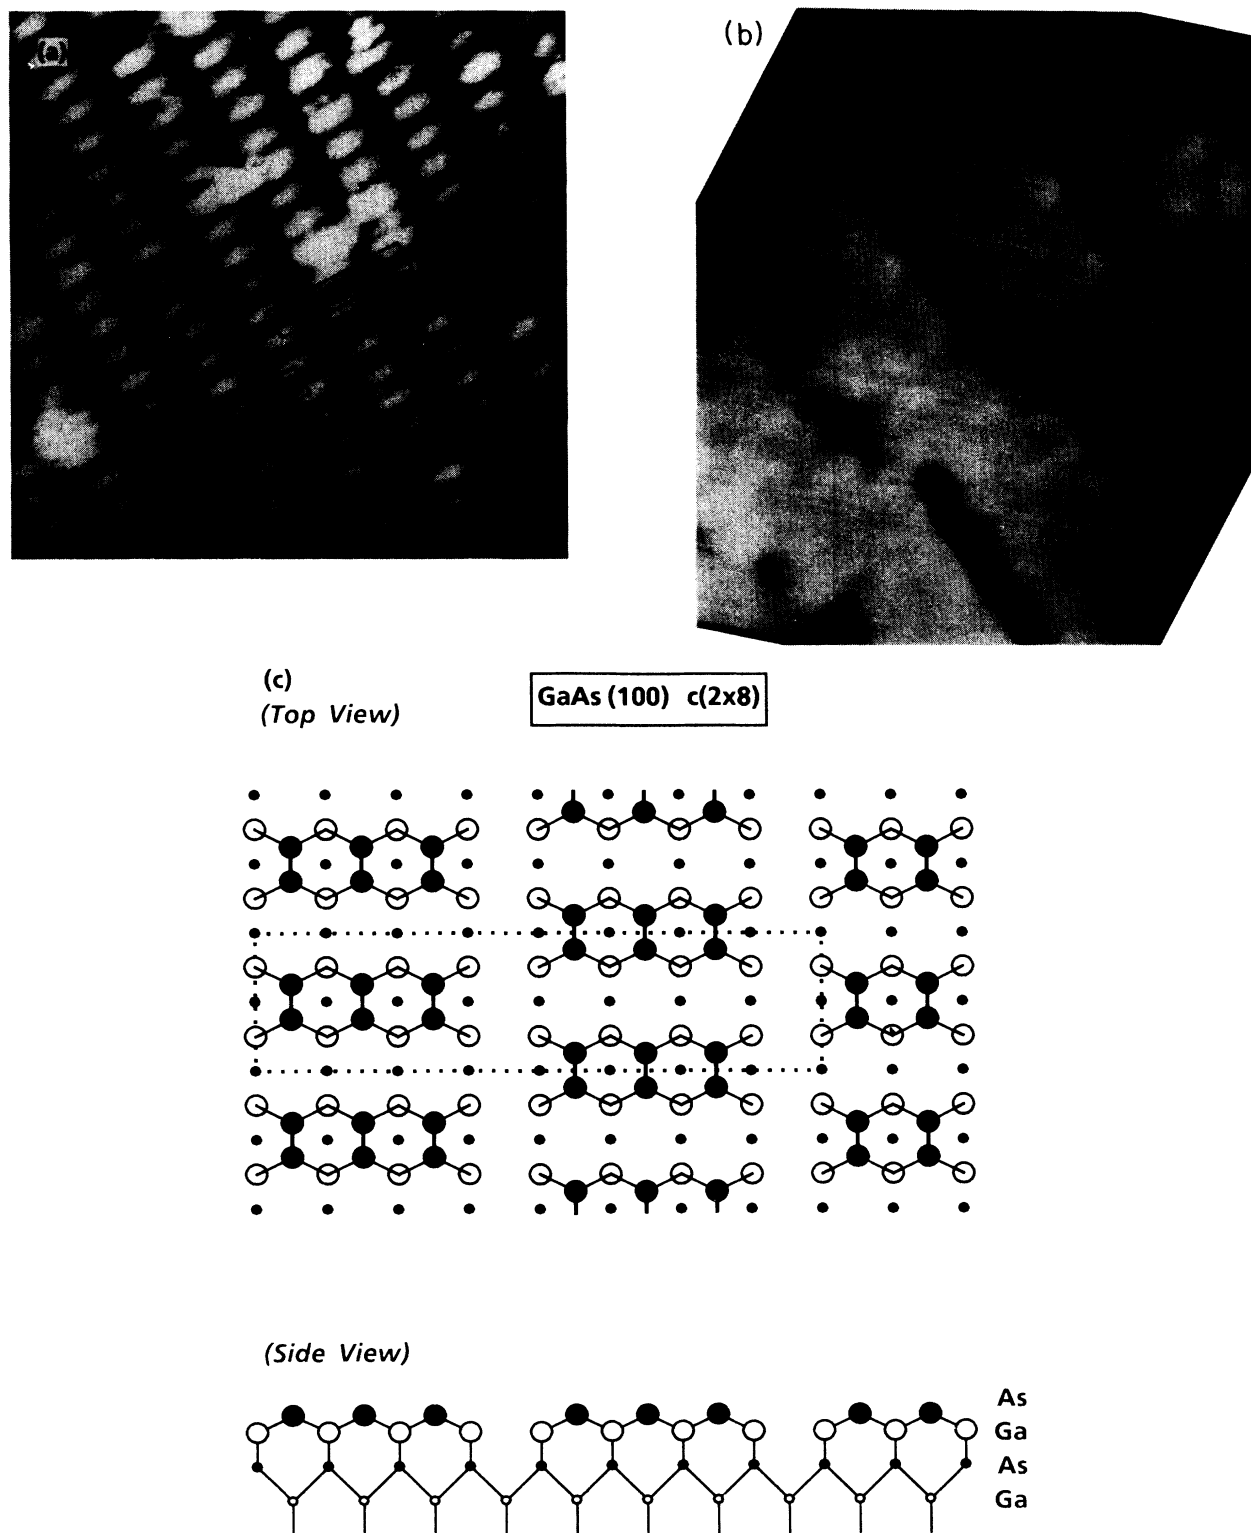 (a)
(b)
(c)
(Top View)
GaAs (100) c(2x8)
(Side View)
As
Ga
As
Ga